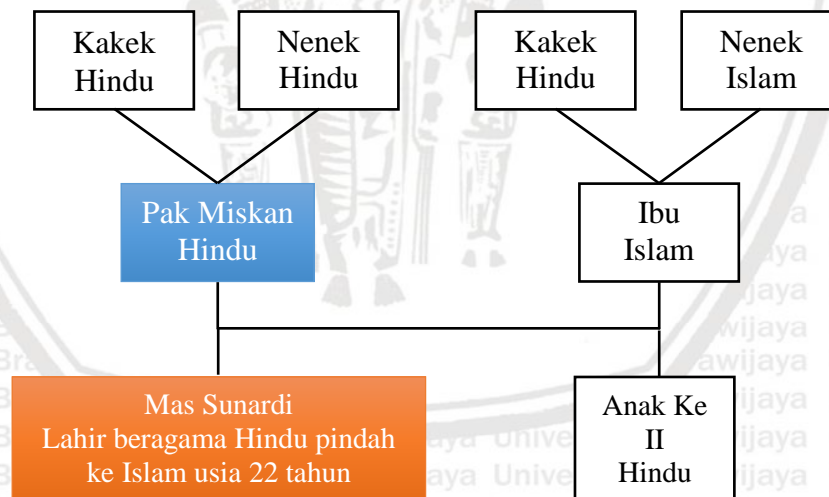 Kakek
Hindu
Nenek
Hindu
Kakek
Hindu
Nenek
Islam
Pak Miskan
Hindu
Ibu
Islam
Mas Sunardi
Lahir beragama Hindu pindah
ke Islam usia 22 tahun
Anak Ke
II
Hindu